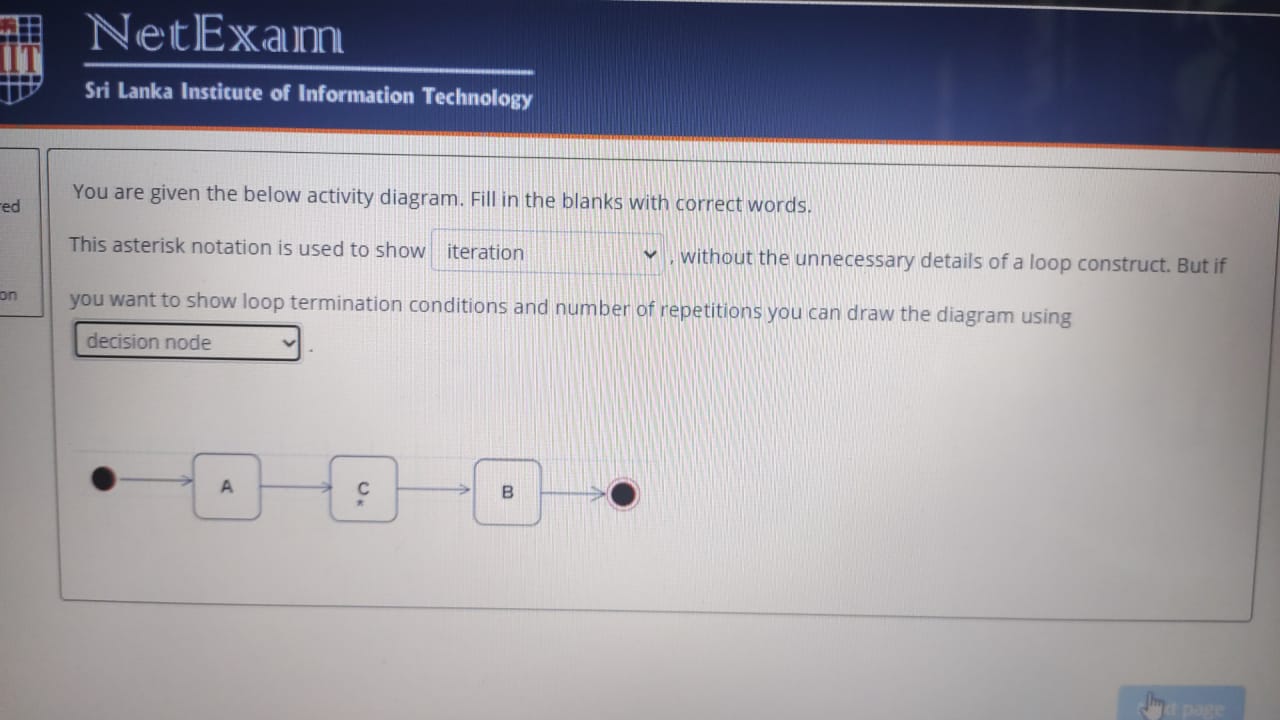 NetExam
IIT
Sri Lanka Institute of Information Technology
red
on
You are given the below activity diagram. Fill in the blanks with correct words.
This asterisk notation is used to show iteration , without the unnecessary details of a loop construct. But if
you want to show loop termination conditions and number of repetitions you can draw the diagram using
decision node .
A
C
*
B
page